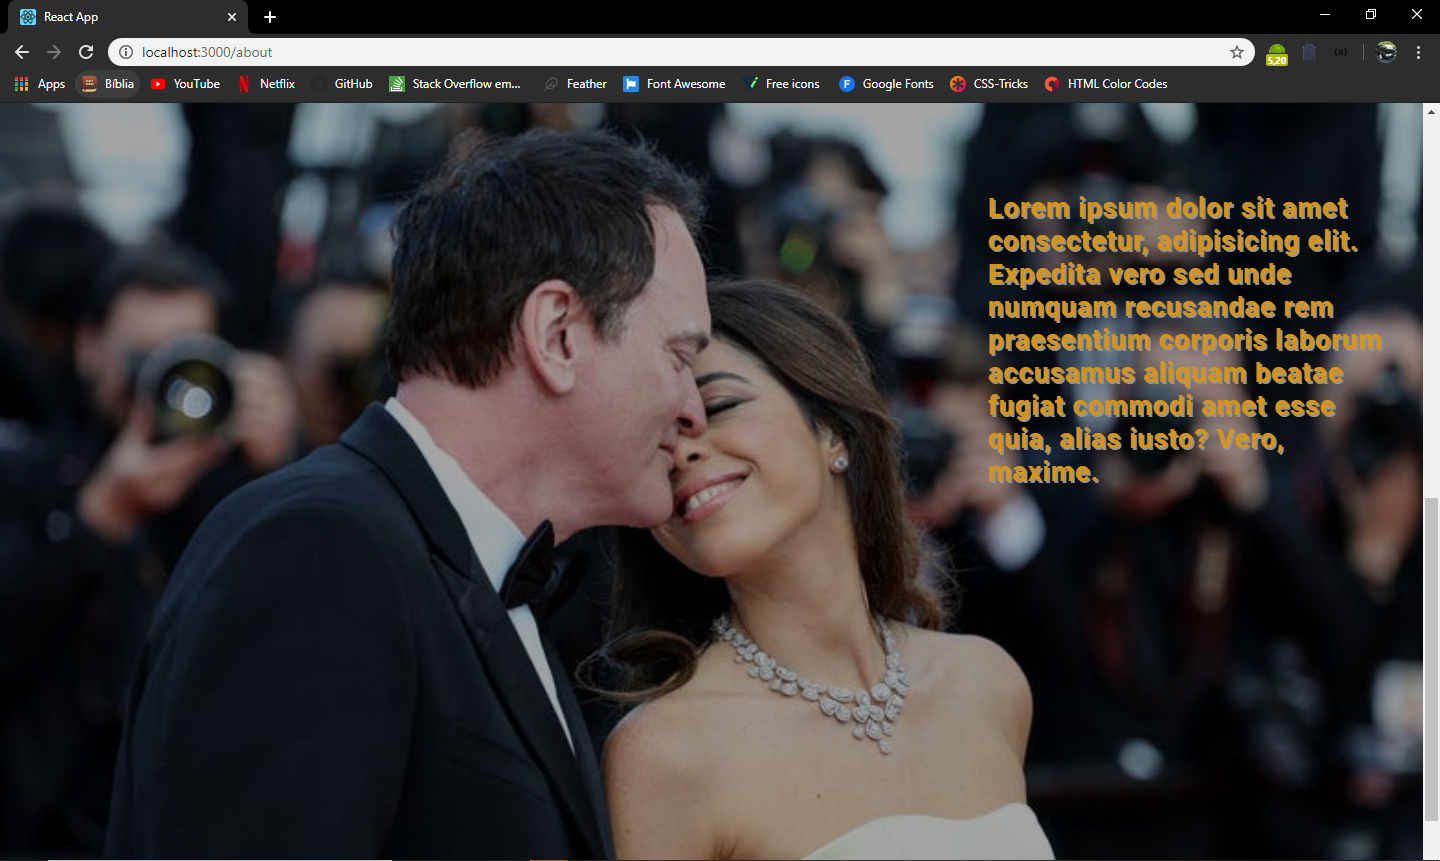 React App
localhost:3000/about
5,20
Apps
Bíblia
YouTube
Netflix
GitHub
Stack Overflow em...
Feather
Font Awesome
Free icons
Google Fonts
CSS-Tricks
HTML Color Codes
Lorem ipsum dolor sit amet
consectetur, adipisicing elit.
Expedita vero sed unde
numquam recusandae rem
praesentium corporis laborum
accusamus aliquam beatae
fugiat commodi amet esse
quia, alias iusto? Vero,
maxime.